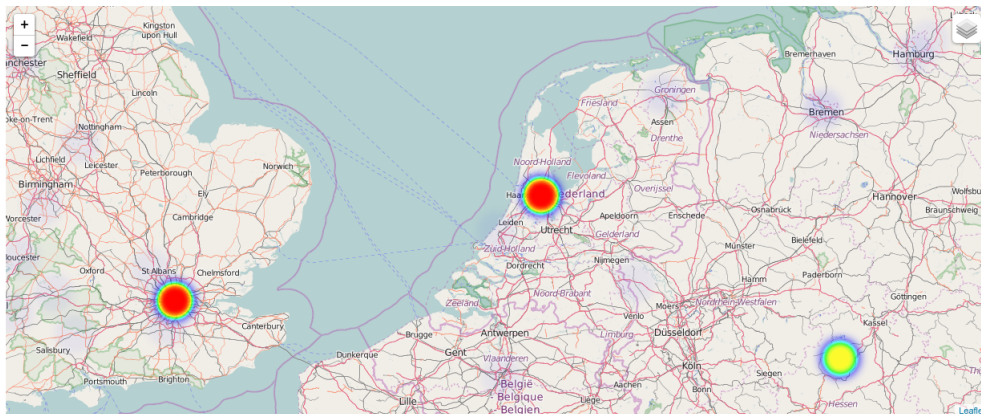 +
−
Kingston
upon Hull
Wakefield
anchester
Sheffield
Lincoln
oke-on-Trent
Nottingham
Lichfield
Leicester
Peterborough
Norwich
Birmingham
Ely
Worcester
Cambridge
loucester
Oxford
St Albans
Chelmsford
Canterbury
Salisbury
Portsmouth
Brighton
Dunkerque
Lille
Brugge
Gent
Antwerpen
Vlaanderen
België
Belgique
Belgien
Zeeland
Noord-Brabant
Dordrecht
Zuid-Holland
Leiden
Haa
ederland
Utrecht
Noord-Holland
Flevoland
Friesland
Groningen
Assen
Drenthe
Overijssel
Apeldoorn
Enschede
Gelderland
Nijmegen
Venlo
Limburg
Liège
Aachen
Moers
Düsseldorf
Köln
Bonn
Nordrhein-Westfalen
Hamm
Münster
Osnabrück
Bielefeld
Paderborn
Siegen
Hessen
Kassel
Göttingen
Hannover
Braunschweig
Wolfsbu
Niedersachsen
Bremen
Bremerhaven
Hamburg
Leafle